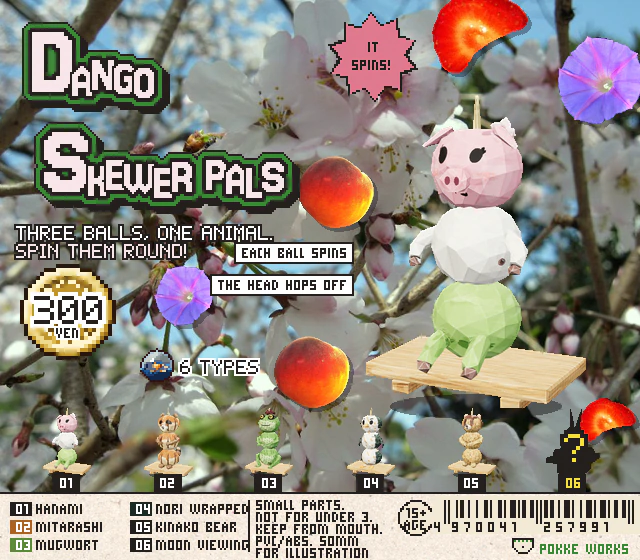 DANGO
SKEWER PALS
IT
SPINS!
THREE BALLS. ONE ANIMAL.
SPIN THEM ROUND!
EACH BALL SPINS
THE HEAD HOPS OFF
300
YEN
6 TYPES
01
02
03
04
05
?
06
01 HANAMI
02 MITARASHI
03 MUGWORT
04 NORI WRAPPED
05 KINAKO BEAR
06 MOON VIEWING
SMALL PARTS.
NOT FOR UNDER 3.
KEEP FROM MOUTH.
PVC/ABS. 50MM
FOR ILLUSTRATION
15+
AGE
4 970041 257991
POKKE WORKS